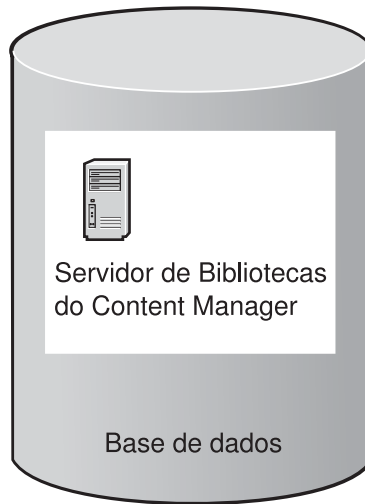 Servidor de Bibliotecas
do Content Manager
Base de dados